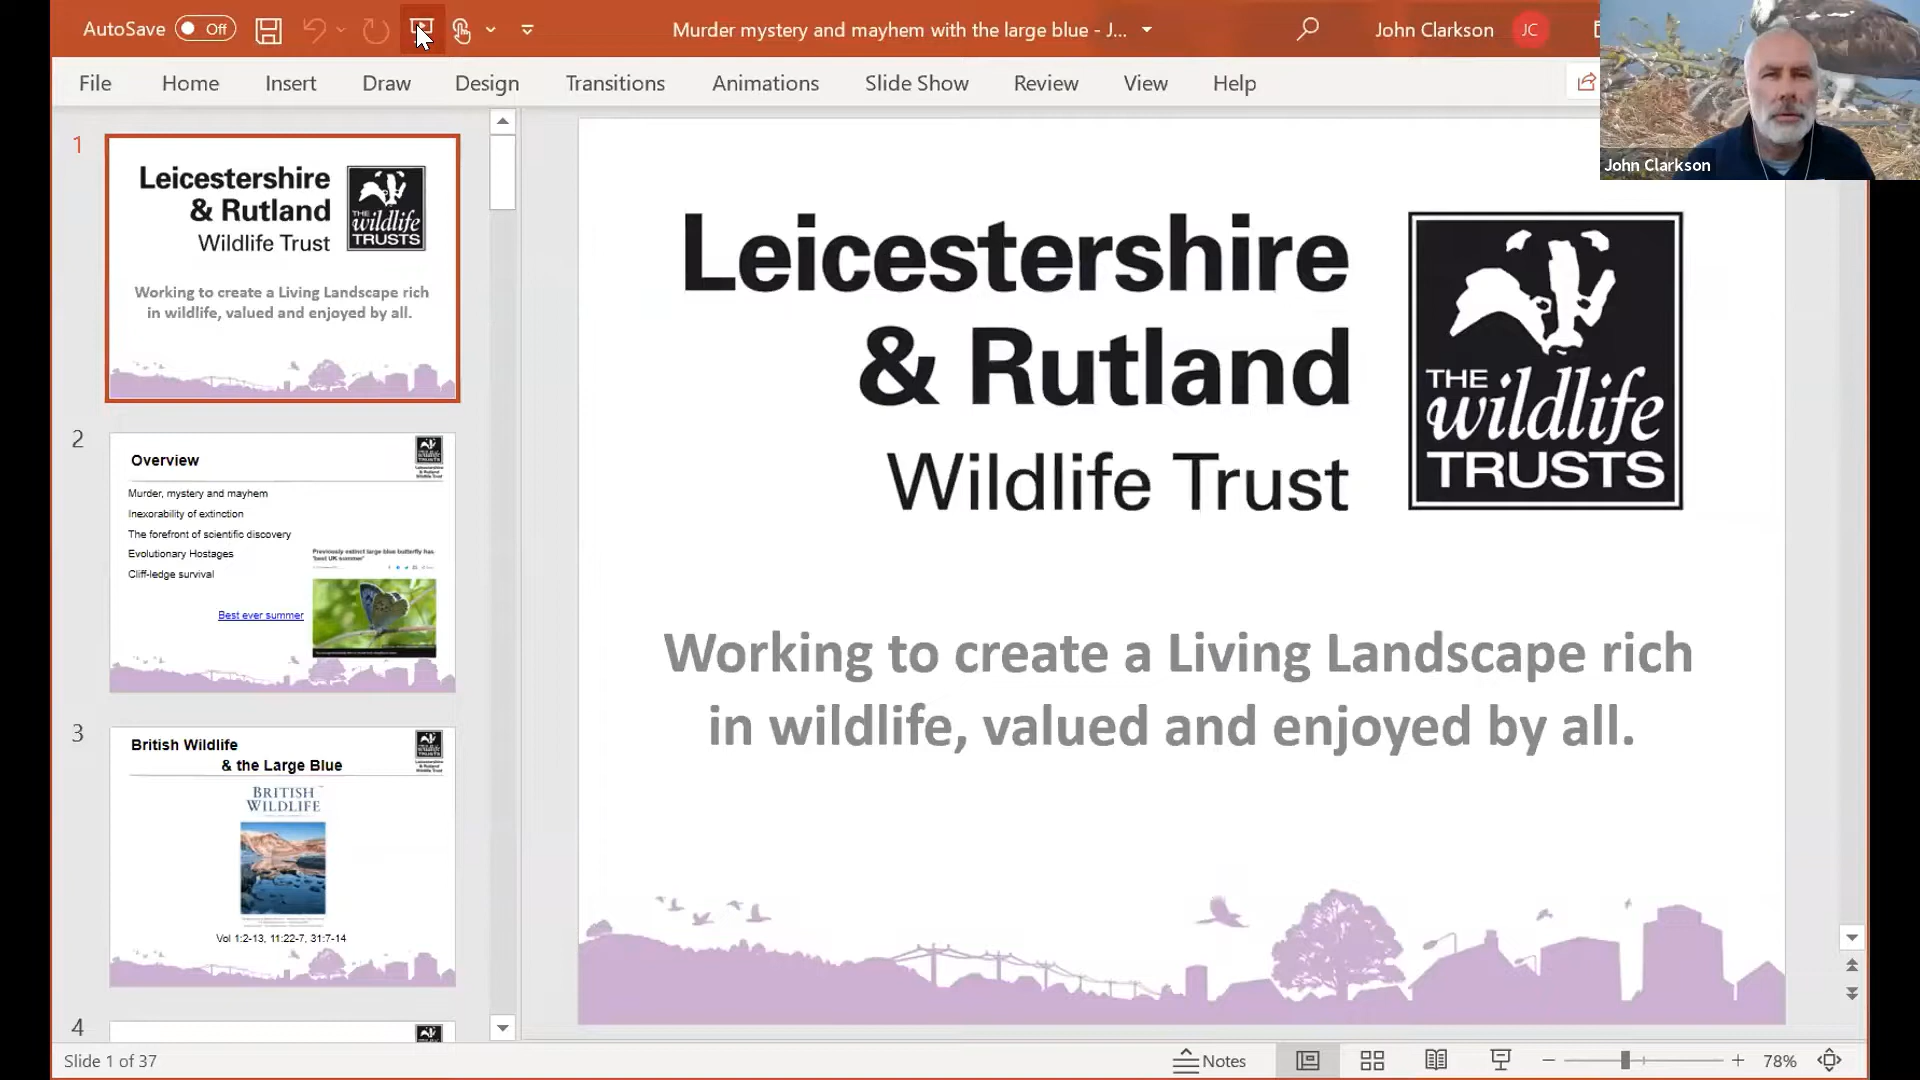 AutoSave Off
Murder mystery and mayhem with the large blue - J...
John Clarkson JC
File Home Insert Draw Design Transitions Animations Slide Show Review View Help
John Clarkson
1
Leicestershire
& Rutland
Wildlife Trust
THE
wildlife
TRUSTS
Working to create a Living Landscape rich
in wildlife, valued and enjoyed by all.
2
Overview
Murder, mystery and mayhem
Inexorability of extinction
The forefront of scientific discovery
Evolutionary Hostages
Cliff-ledge survival
Best ever summer
Previously extinct large blue butterfly has
'best UK summer'
3
British Wildlife
& the Large Blue
BRITISH
WILDLIFE
Vol 1:2-13, 11:22-7, 31:7-14
4
Leicestershire
& Rutland
Wildlife Trust
THE
wildlife
TRUSTS
Working to create a Living Landscape rich
in wildlife, valued and enjoyed by all.
Slide 1 of 37
Notes
78%